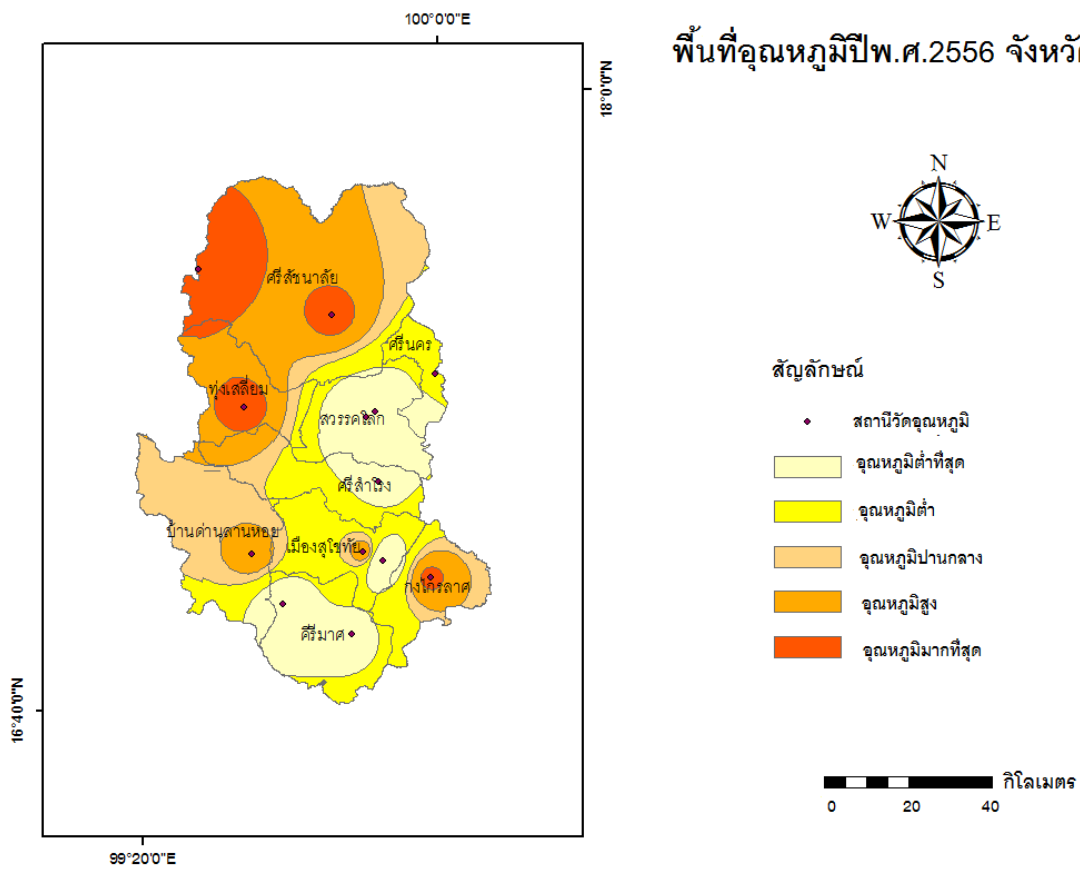 100°0'0"E
พื้นที่อุณหภูมิปีพ.ศ.2556 จังหวัด
18°0'0"N
N
W E
S
ศรีสัชนาลัย
ศรีนคร
ทุ่งเสลี่ยม
สวรรคโลก
ศรีสำโรง
บ้านด่านลานหอย
เมืองสุโขทัย
กงไกรลาศ
คีรีมาศ
สัญลักษณ์
สถานีวัดอุณหภูมิ
อุณหภูมิต่ำที่สุด
อุณหภูมิต่ำ
อุณหภูมิปานกลาง
อุณหภูมิสูง
อุณหภูมิมากที่สุด
16°40'0"N
กิโลเมตร
0 20 40
99°20'0"E